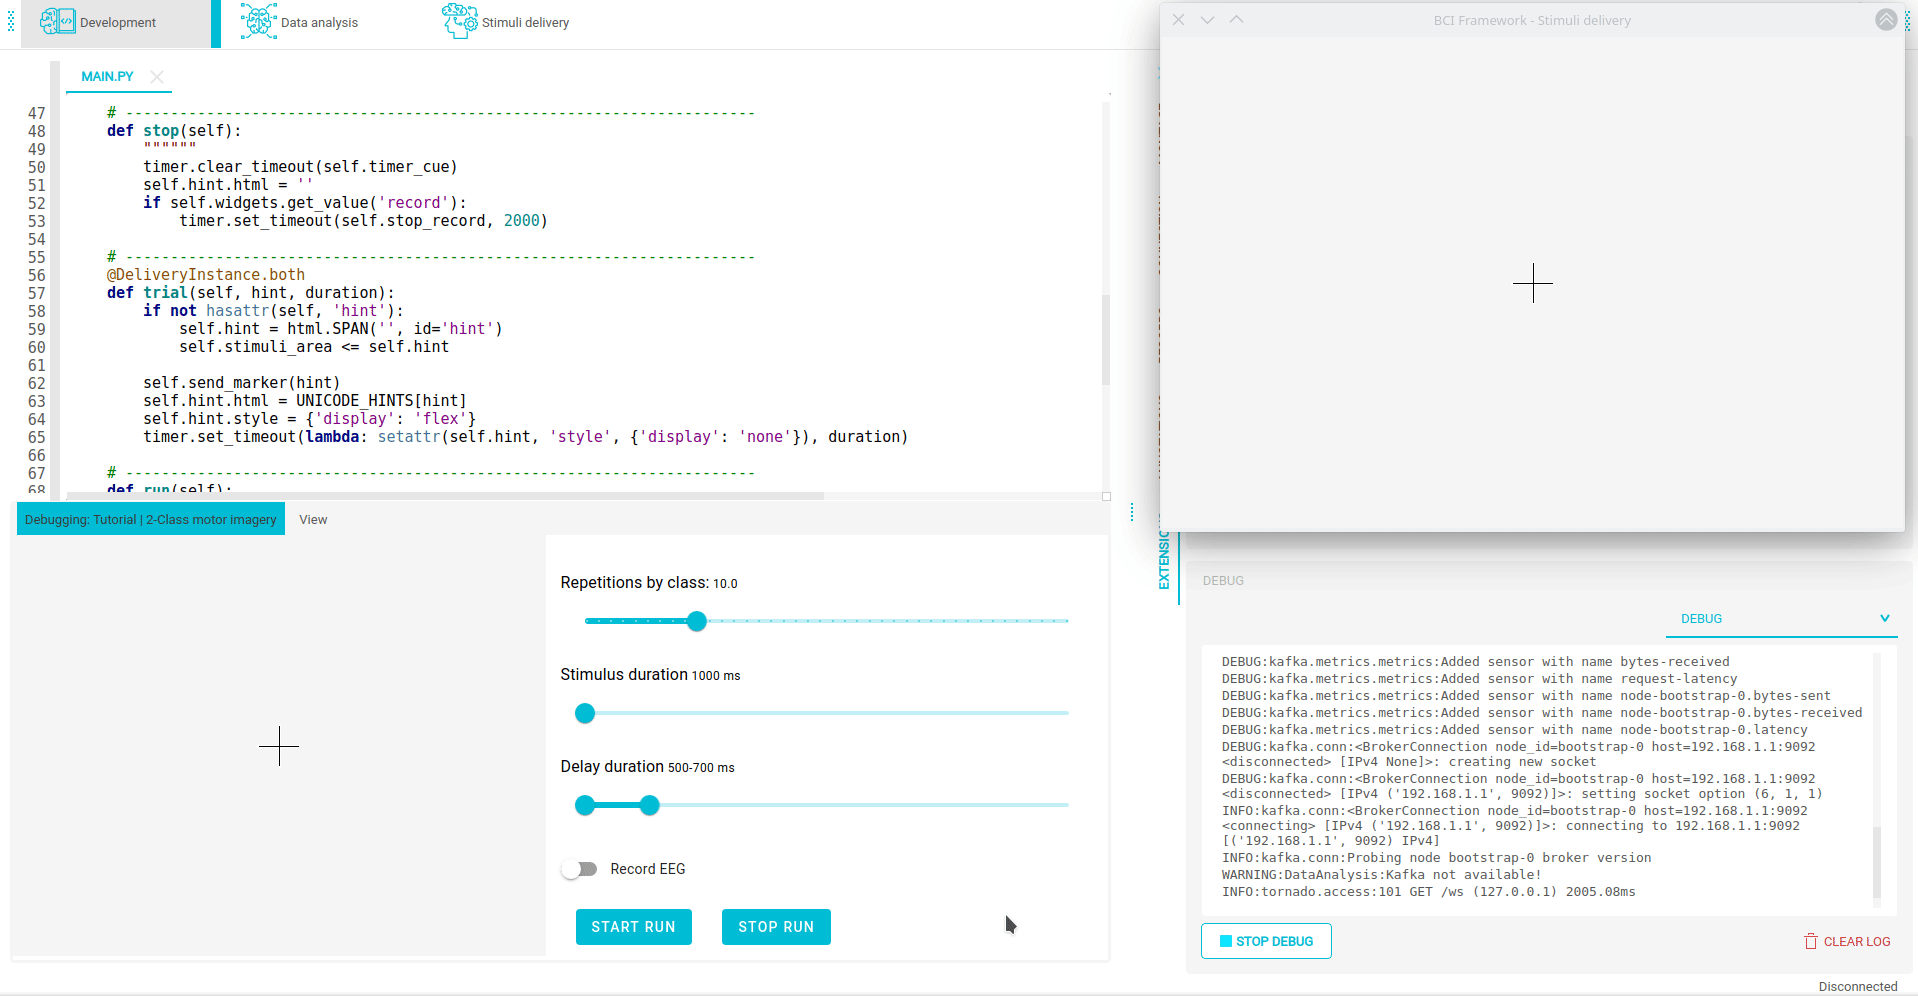 Development
Data analysis
Stimuli delivery
MAIN.PY
47 # ----------------------------------------------------------------------
48 def stop(self):
49 """"""
50 timer.clear_timeout(self.timer_cue)
51 self.hint.html = ''
52 if self.widgets.get_value('record'):
53 timer.set_timeout(self.stop_record, 2000)
54
55 # ----------------------------------------------------------------------
56 @DeliveryInstance.both
57 def trial(self, hint, duration):
58 if not hasattr(self, 'hint'):
59 self.hint = html.SPAN('', id='hint')
60 self.stimuli_area <= self.hint
61
62 self.send_marker(hint)
63 self.hint.html = UNICODE_HINTS[hint]
64 self.hint.style = {'display': 'flex'}
65 timer.set_timeout(lambda: setattr(self.hint, 'style', {'display': 'none'}), duration)
66
67 # ----------------------------------------------------------------------
68 def run(self):
Debugging: Tutorial | 2-Class motor imagery
View
Repetitions by class: 10.0
Stimulus duration 1000 ms
Delay duration 500-700 ms
Record EEG
START RUN
STOP RUN
BCI Framework - Stimuli delivery
DEBUG
DEBUG
DEBUG:kafka.metrics.metrics:Added sensor with name bytes-received
DEBUG:kafka.metrics.metrics:Added sensor with name request-latency
DEBUG:kafka.metrics.metrics:Added sensor with name node-bootstrap-0.bytes-sent
DEBUG:kafka.metrics.metrics:Added sensor with name node-bootstrap-0.bytes-received
DEBUG:kafka.metrics.metrics:Added sensor with name node-bootstrap-0.latency
DEBUG:kafka.conn:<BrokerConnection node_id=bootstrap-0 host=192.168.1.1:9092
<disconnected> [IPv4 None]>: creating new socket
DEBUG:kafka.conn:<BrokerConnection node_id=bootstrap-0 host=192.168.1.1:9092
<disconnected> [IPv4 ('192.168.1.1', 9092)]>: setting socket option (6, 1, 1)
INFO:kafka.conn:<BrokerConnection node_id=bootstrap-0 host=192.168.1.1:9092
<connecting> [IPv4 ('192.168.1.1', 9092)]>: connecting to 192.168.1.1:9092
[('192.168.1.1', 9092) IPv4]
INFO:kafka.conn:Probing node bootstrap-0 broker version
WARNING:DataAnalysis:Kafka not available!
INFO:tornado.access:101 GET /ws (127.0.0.1) 2005.08ms
STOP DEBUG
CLEAR LOG
Disconnected